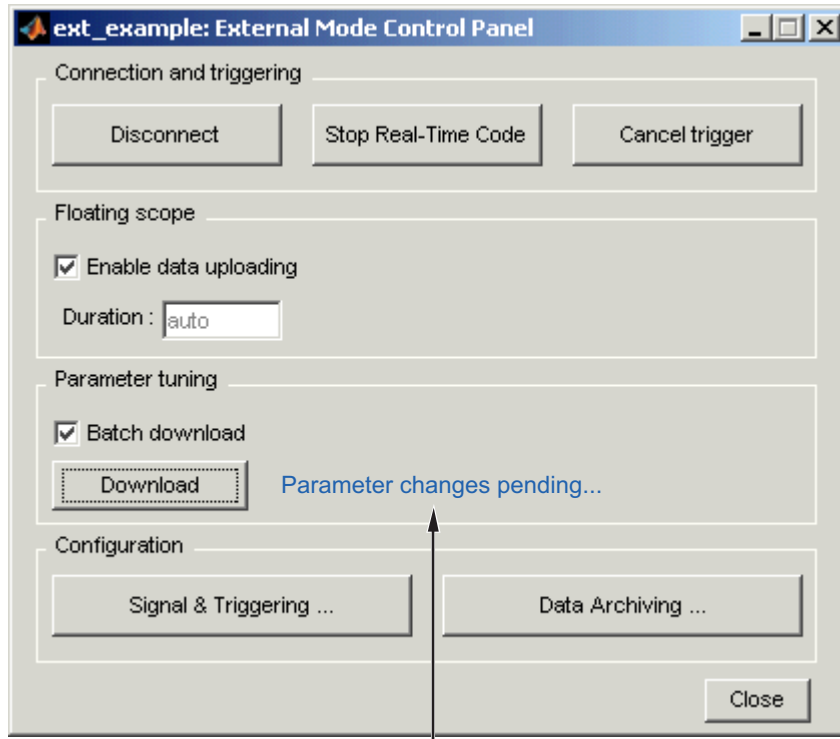 ext_example: External Mode Control Panel
Connection and triggering
Disconnect Stop Real-Time Code Cancel trigger
Floating scope
Enable data uploading
Duration : auto
Parameter tuning
Batch download
Download Parameter changes pending...
Configuration
Signal & Triggering ... Data Archiving ...
Close